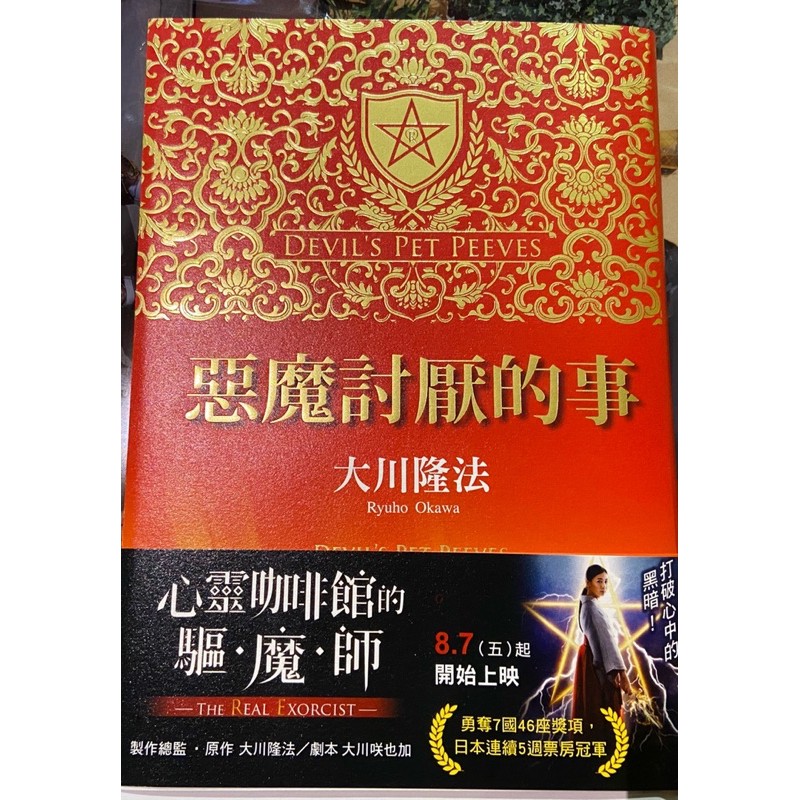 DEVIL'S PET PEEVES
惡魔討厭的事
大川隆法
Ryuho Okawa
DEVIL'S PET PEEVES
心靈咖啡館的
驅・魔・師
THE REAL EXORCIST
製作總監・原作 大川隆法／劇本 大川咲也加
8.7(五)起
開始上映
打破心中的
黑暗！
勇奪7國46座獎項，
日本連續5週票房冠軍